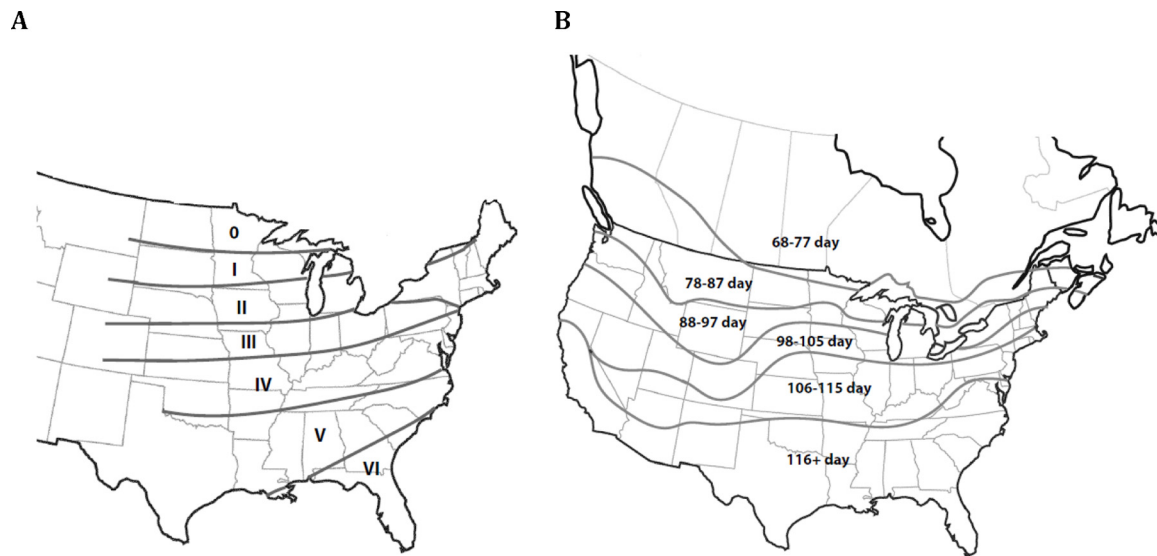 A
B
0
I
II
III
IV
V
VI
68-77 day
78-87 day
88-97 day
98-105 day
106-115 day
116+ day